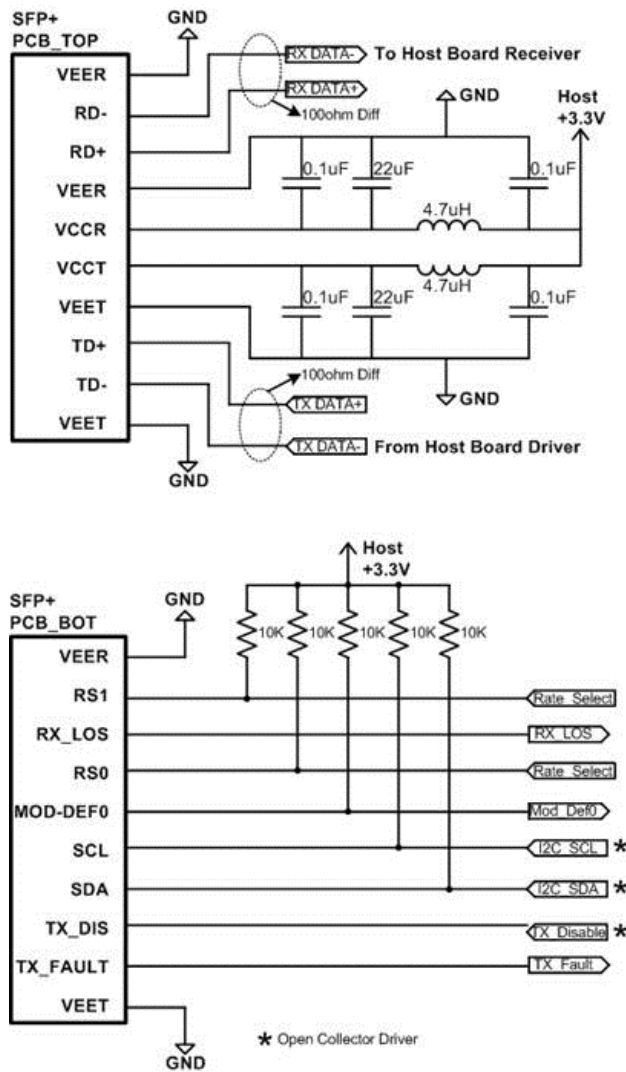 SFP+
PCB_TOP
GND
VEER
RD-
RD+
VEER
VCCR
VCCT
VEET
TD+
TD-
VEET
GND
RX DATA-
To Host Board Receiver
RX DATA+
100ohm Diff
GND
Host
+3.3V
0.1uF
22uF
0.1uF
4.7uH
4.7uH
0.1uF
22uF
0.1uF
100ohm Diff
GND
TX DATA+
TX DATA-
From Host Board Driver
Host
+3.3V
SFP+
PCB_BOT
GND
10K
10K
10K
10K
10K
VEER
RS1
Rate_Select
RX_LOS
RX_LOS
RS0
Rate_Select
MOD-DEF0
Mod_Def0
SCL
I2C_SCL *
SDA
I2C_SDA *
TX_DIS
TX_Disable *
TX_FAULT
TX_Fault
VEET
GND
* Open Collector Driver